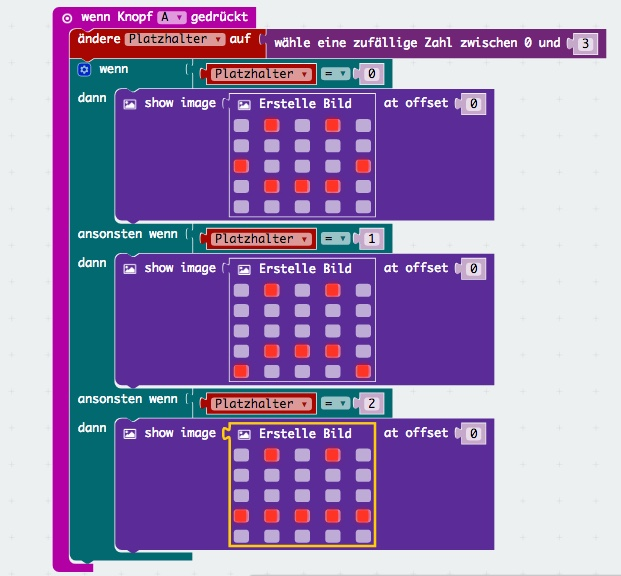 wenn Knopf A gedrückt
ändere Platzhalter auf wähle eine zufällige Zahl zwischen 0 und 3
wenn Platzhalter = 0
dann show image Erstelle Bild at offset 0
ansonsten wenn Platzhalter = 1
dann show image Erstelle Bild at offset 0
ansonsten wenn Platzhalter = 2
dann show image Erstelle Bild at offset 0